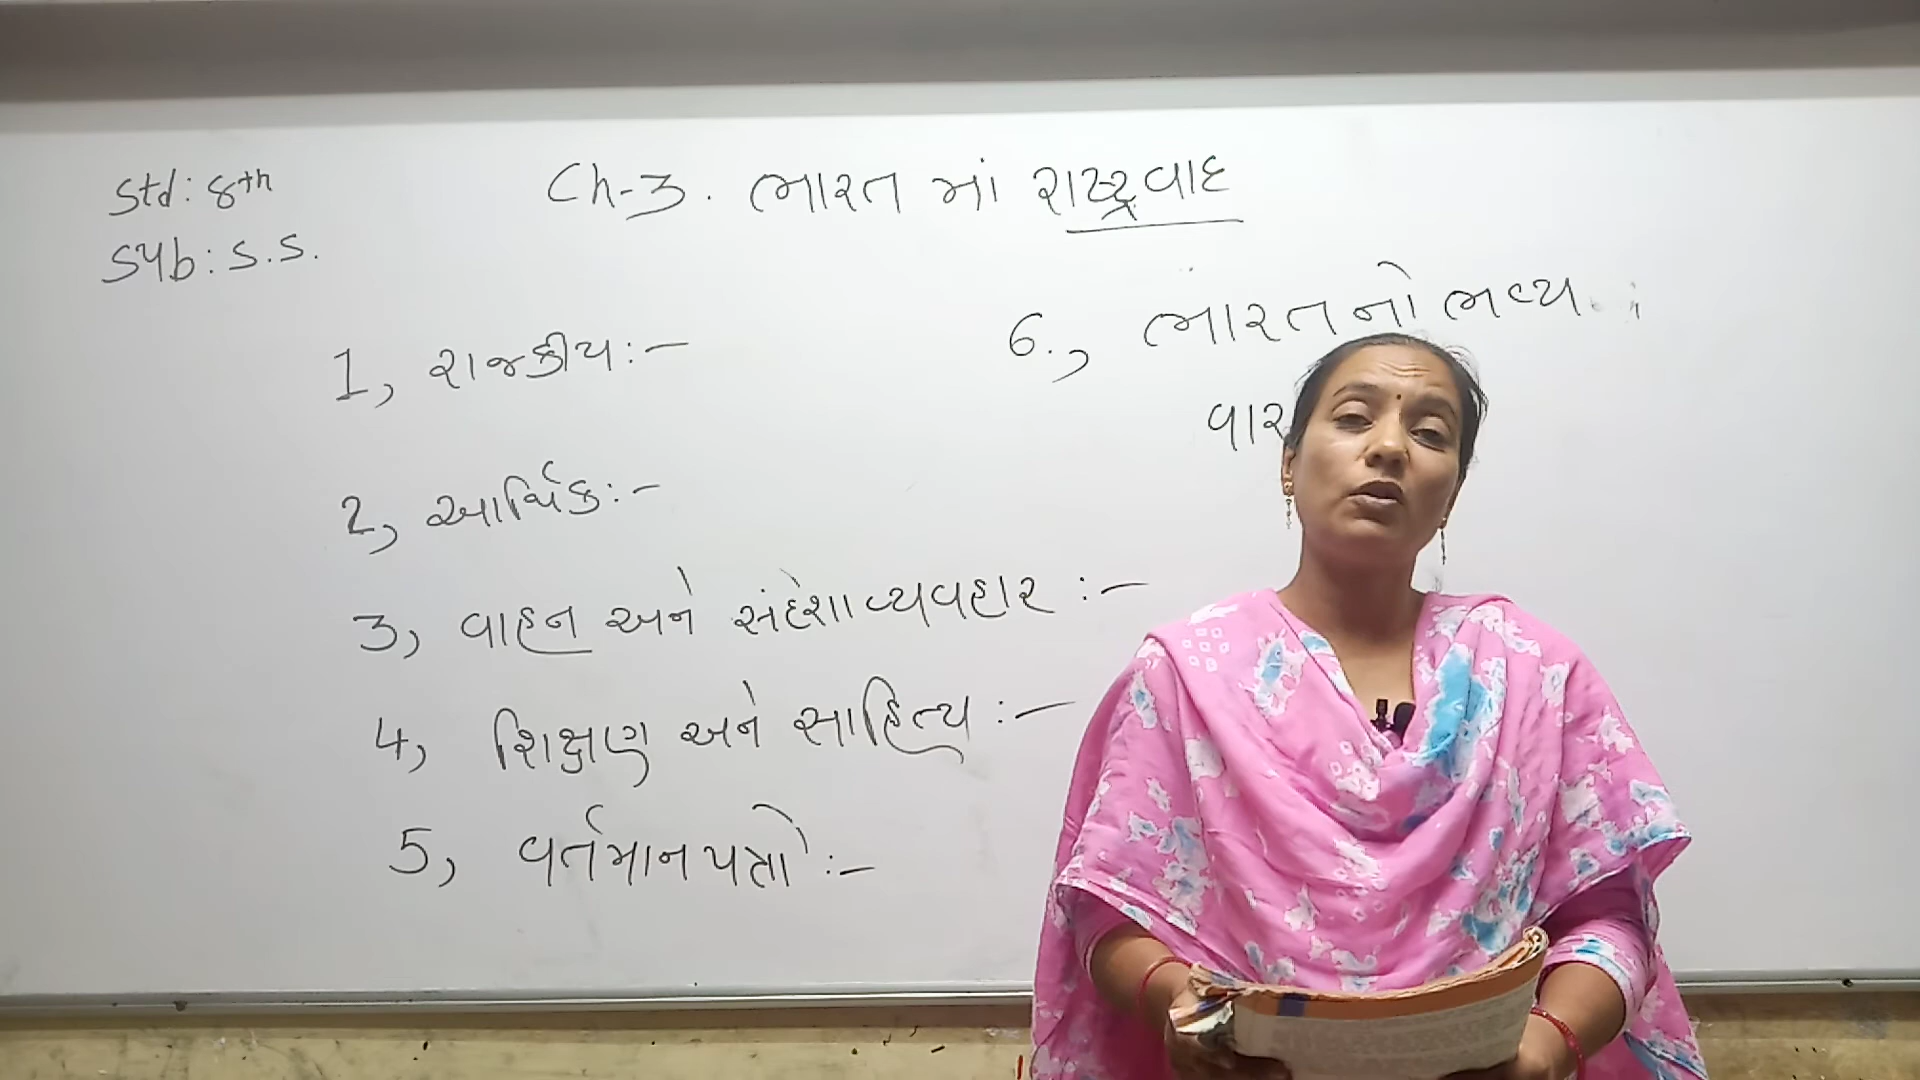 Std: 8th
Sub: S.S.
Ch-3. ભારત માં રાષ્ટ્રવાદ
1, રાજકીય :-
2, આર્થિક :-
3, વાહન અને સંદેશાવ્યવહાર :-
4, શિક્ષણ અને સાહિત્ય :-
5, વર્તમાનપત્રો :-
6., ભારત નો ભવ્ય